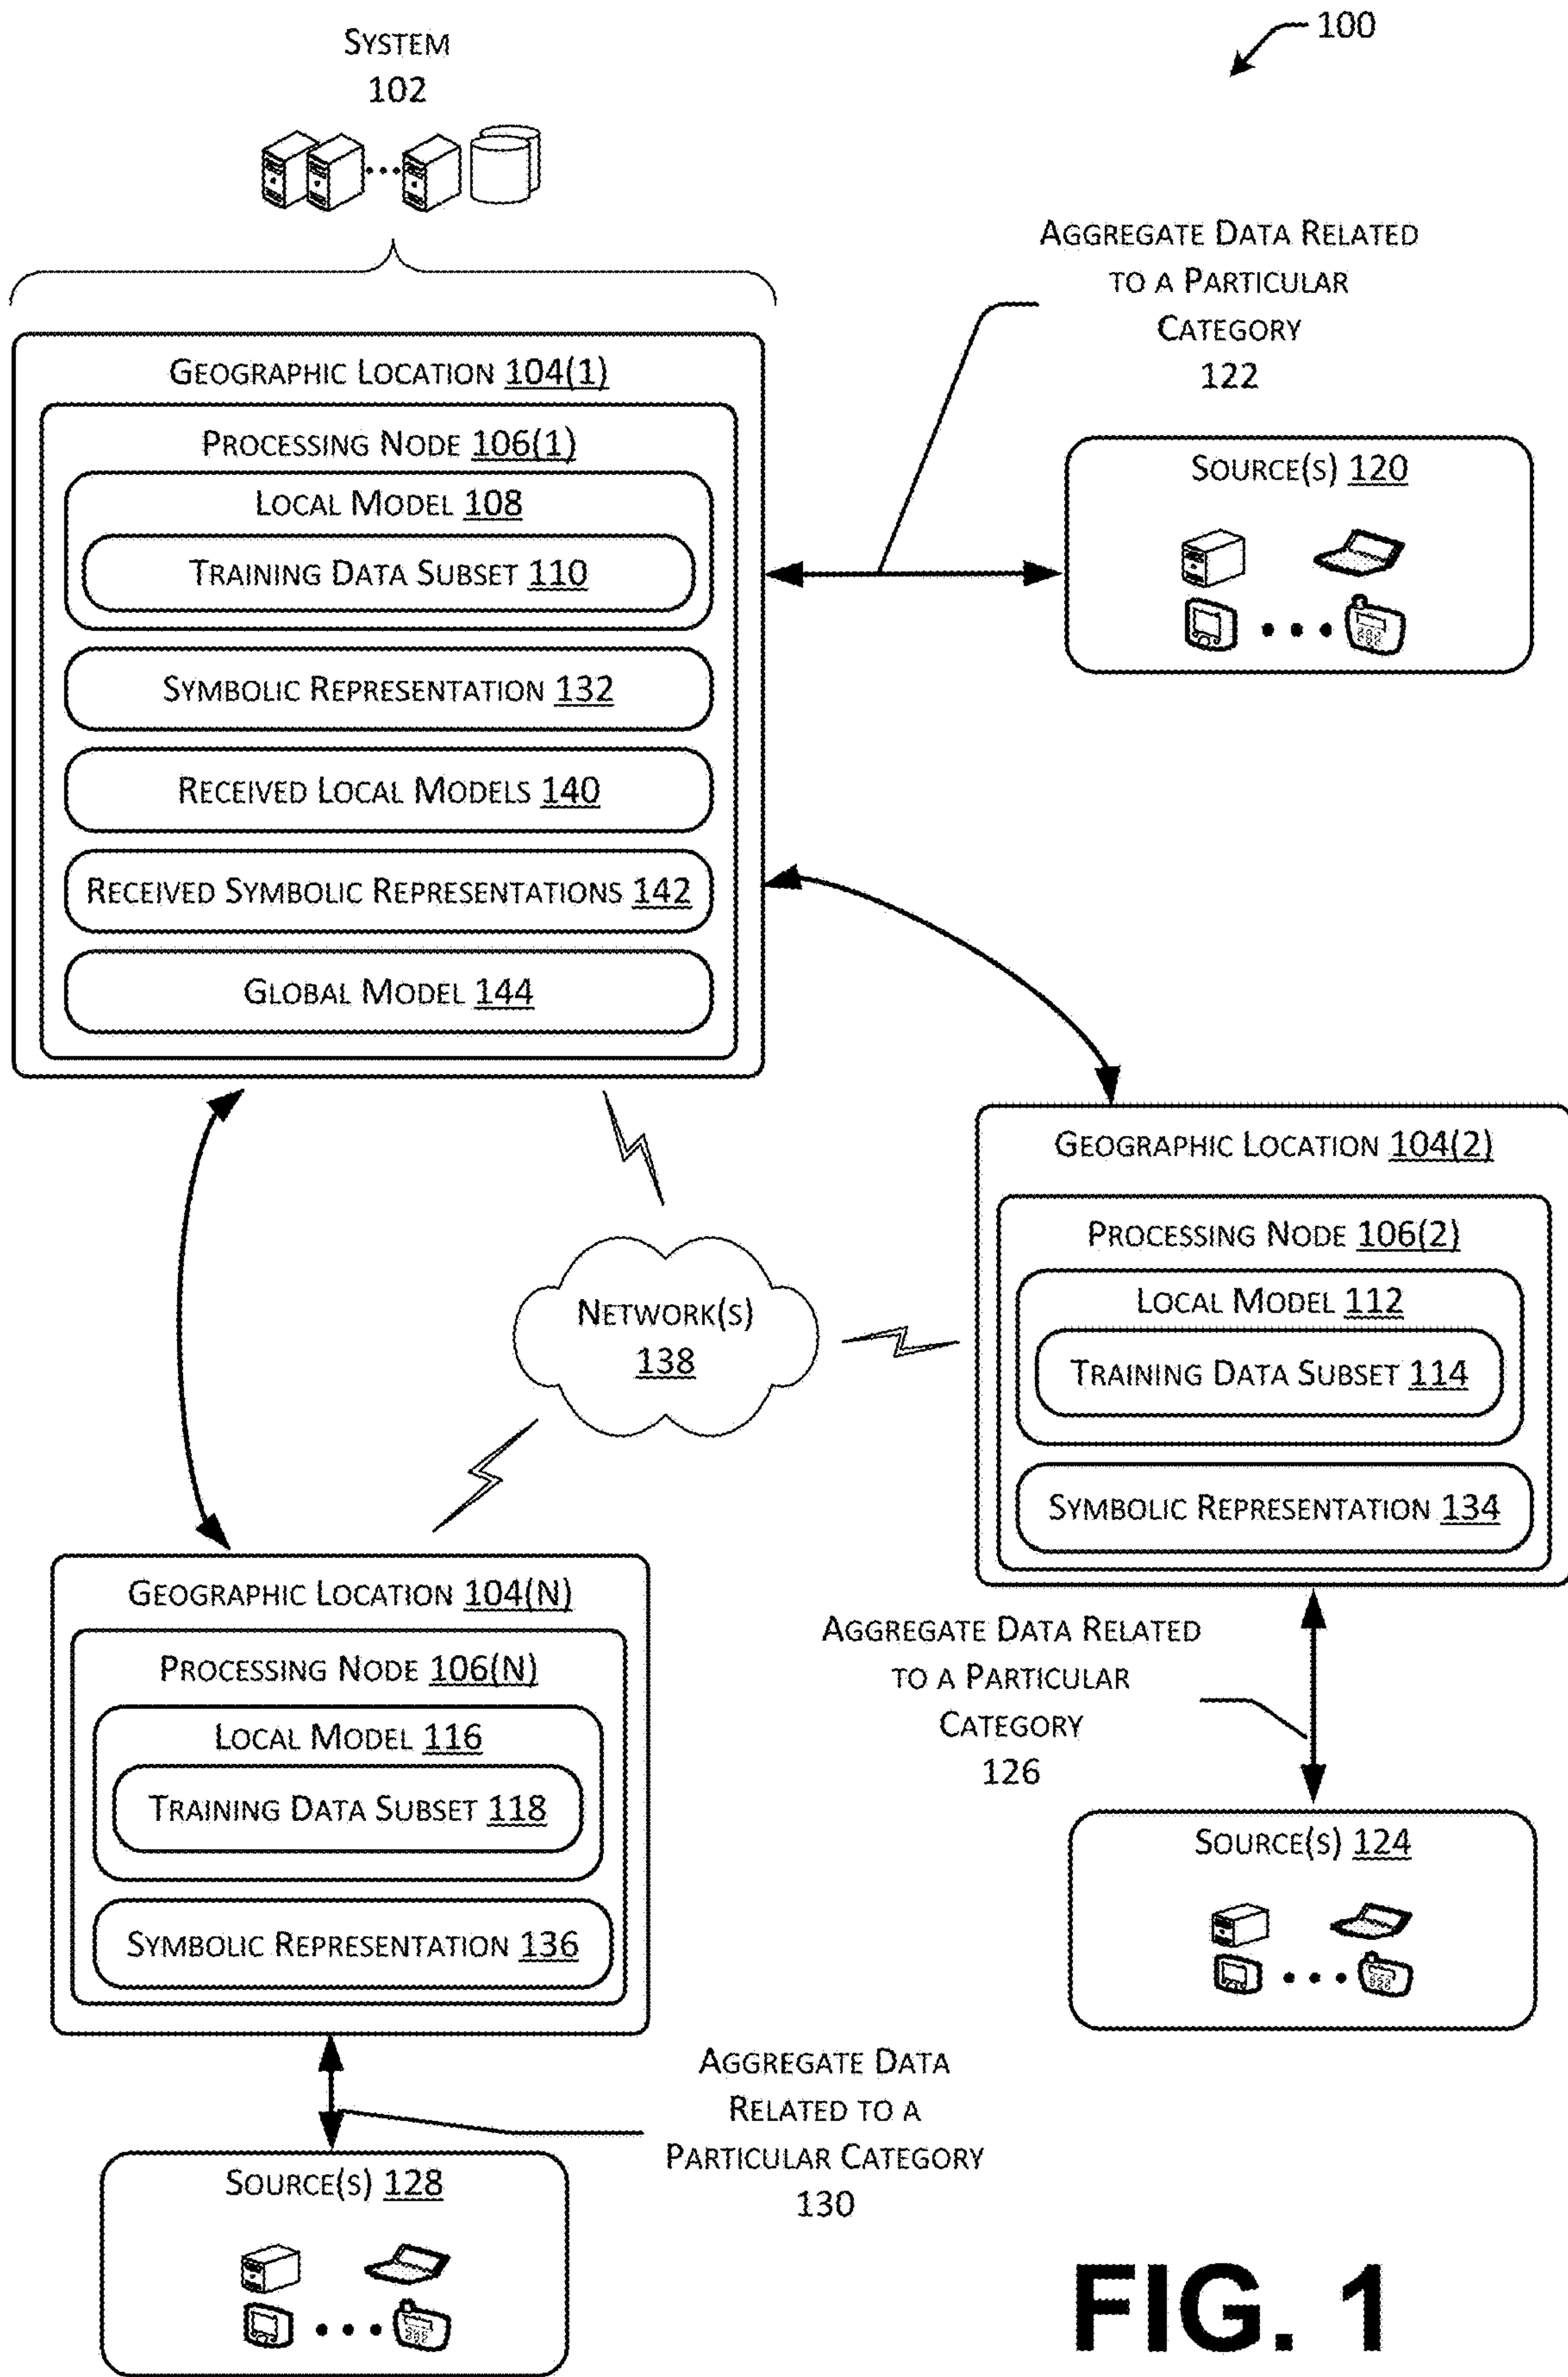 100
SYSTEM
102
AGGREGATE DATA RELATED
TO A PARTICULAR
CATEGORY
122
GEOGRAPHIC LOCATION 104(1)
PROCESSING NODE 106(1)
LOCAL MODEL 108
TRAINING DATA SUBSET 110
SYMBOLIC REPRESENTATION 132
RECEIVED LOCAL MODELS 140
RECEIVED SYMBOLIC REPRESENTATIONS 142
GLOBAL MODEL 144
SOURCE(S) 120
GEOGRAPHIC LOCATION 104(2)
PROCESSING NODE 106(2)
LOCAL MODEL 112
TRAINING DATA SUBSET 114
SYMBOLIC REPRESENTATION 134
NETWORK(S)
138
GEOGRAPHIC LOCATION 104(N)
PROCESSING NODE 106(N)
LOCAL MODEL 116
TRAINING DATA SUBSET 118
SYMBOLIC REPRESENTATION 136
AGGREGATE DATA RELATED
TO A PARTICULAR
CATEGORY
126
SOURCE(S) 124
AGGREGATE DATA
RELATED TO A
PARTICULAR CATEGORY
130
SOURCE(S) 128
FIG. 1